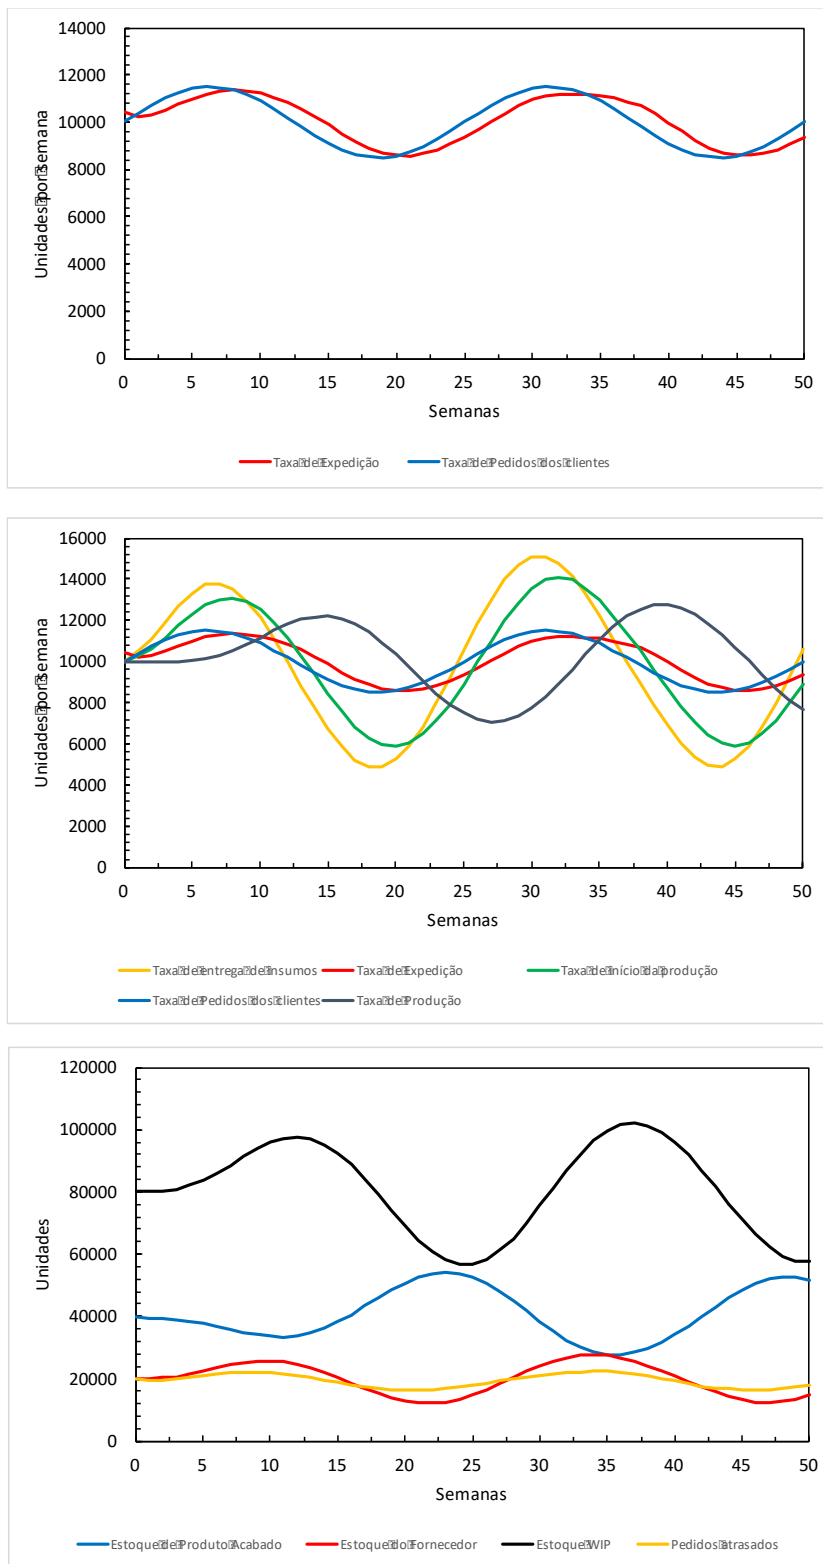 14000
12000
10000
8000
6000
4000
2000
0
Unidades por semana
0 5 10 15 20 25 30 35 40 45 50
Semanas
Taxa de Expedição Taxa de Pedidos dos clientes
16000
14000
12000
10000
8000
6000
4000
2000
0
Unidades por semana
0 5 10 15 20 25 30 35 40 45 50
Semanas
Taxa de entrega de insumos Taxa de Expedição Taxa de Início da produção
Taxa de Pedidos dos clientes Taxa de Produção
120000
100000
80000
60000
40000
20000
0
Unidades
0 5 10 15 20 25 30 35 40 45 50
Semanas
Estoque de Produto Acabado Estoque do Fornecedor Estoque WIP Pedidos atrasados